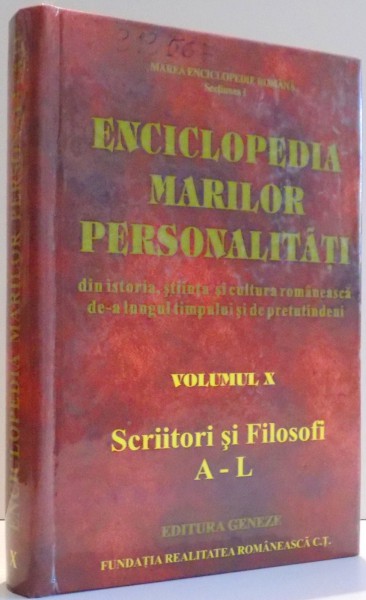 MAREA ENCICLOPEDIE ROMÂNĂ
Secțiunea I
ENCICLOPEDIA
MARILOR
PERSONALITĂȚI
din istoria, știința și cultura românească
de-a lungul timpului și de pretutindeni
VOLUMUL X
Scriitori și Filosofi
A - L
EDITURA GENEZE
FUNDAȚIA REALITATEA ROMÂNEASCĂ C.Ț.
X ENCICLOPEDIA MARILOR